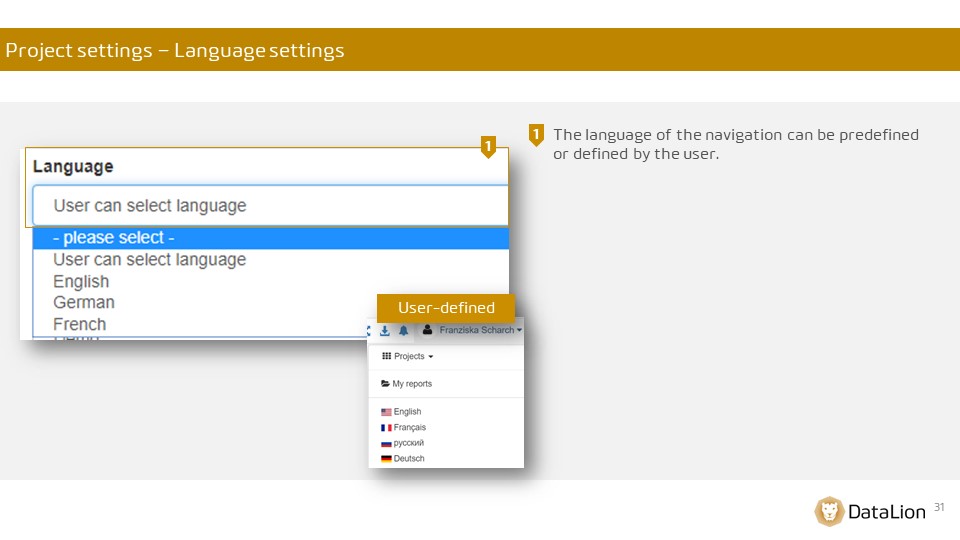 Project settings – Language settings
1
Language
User can select language
- please select -
User can select language
English
German
French
1
The language of the navigation can be predefined
or defined by the user.
User-defined
Franziska Scharch
Projects
My reports
English
Français
русский
Deutsch
DataLion
31